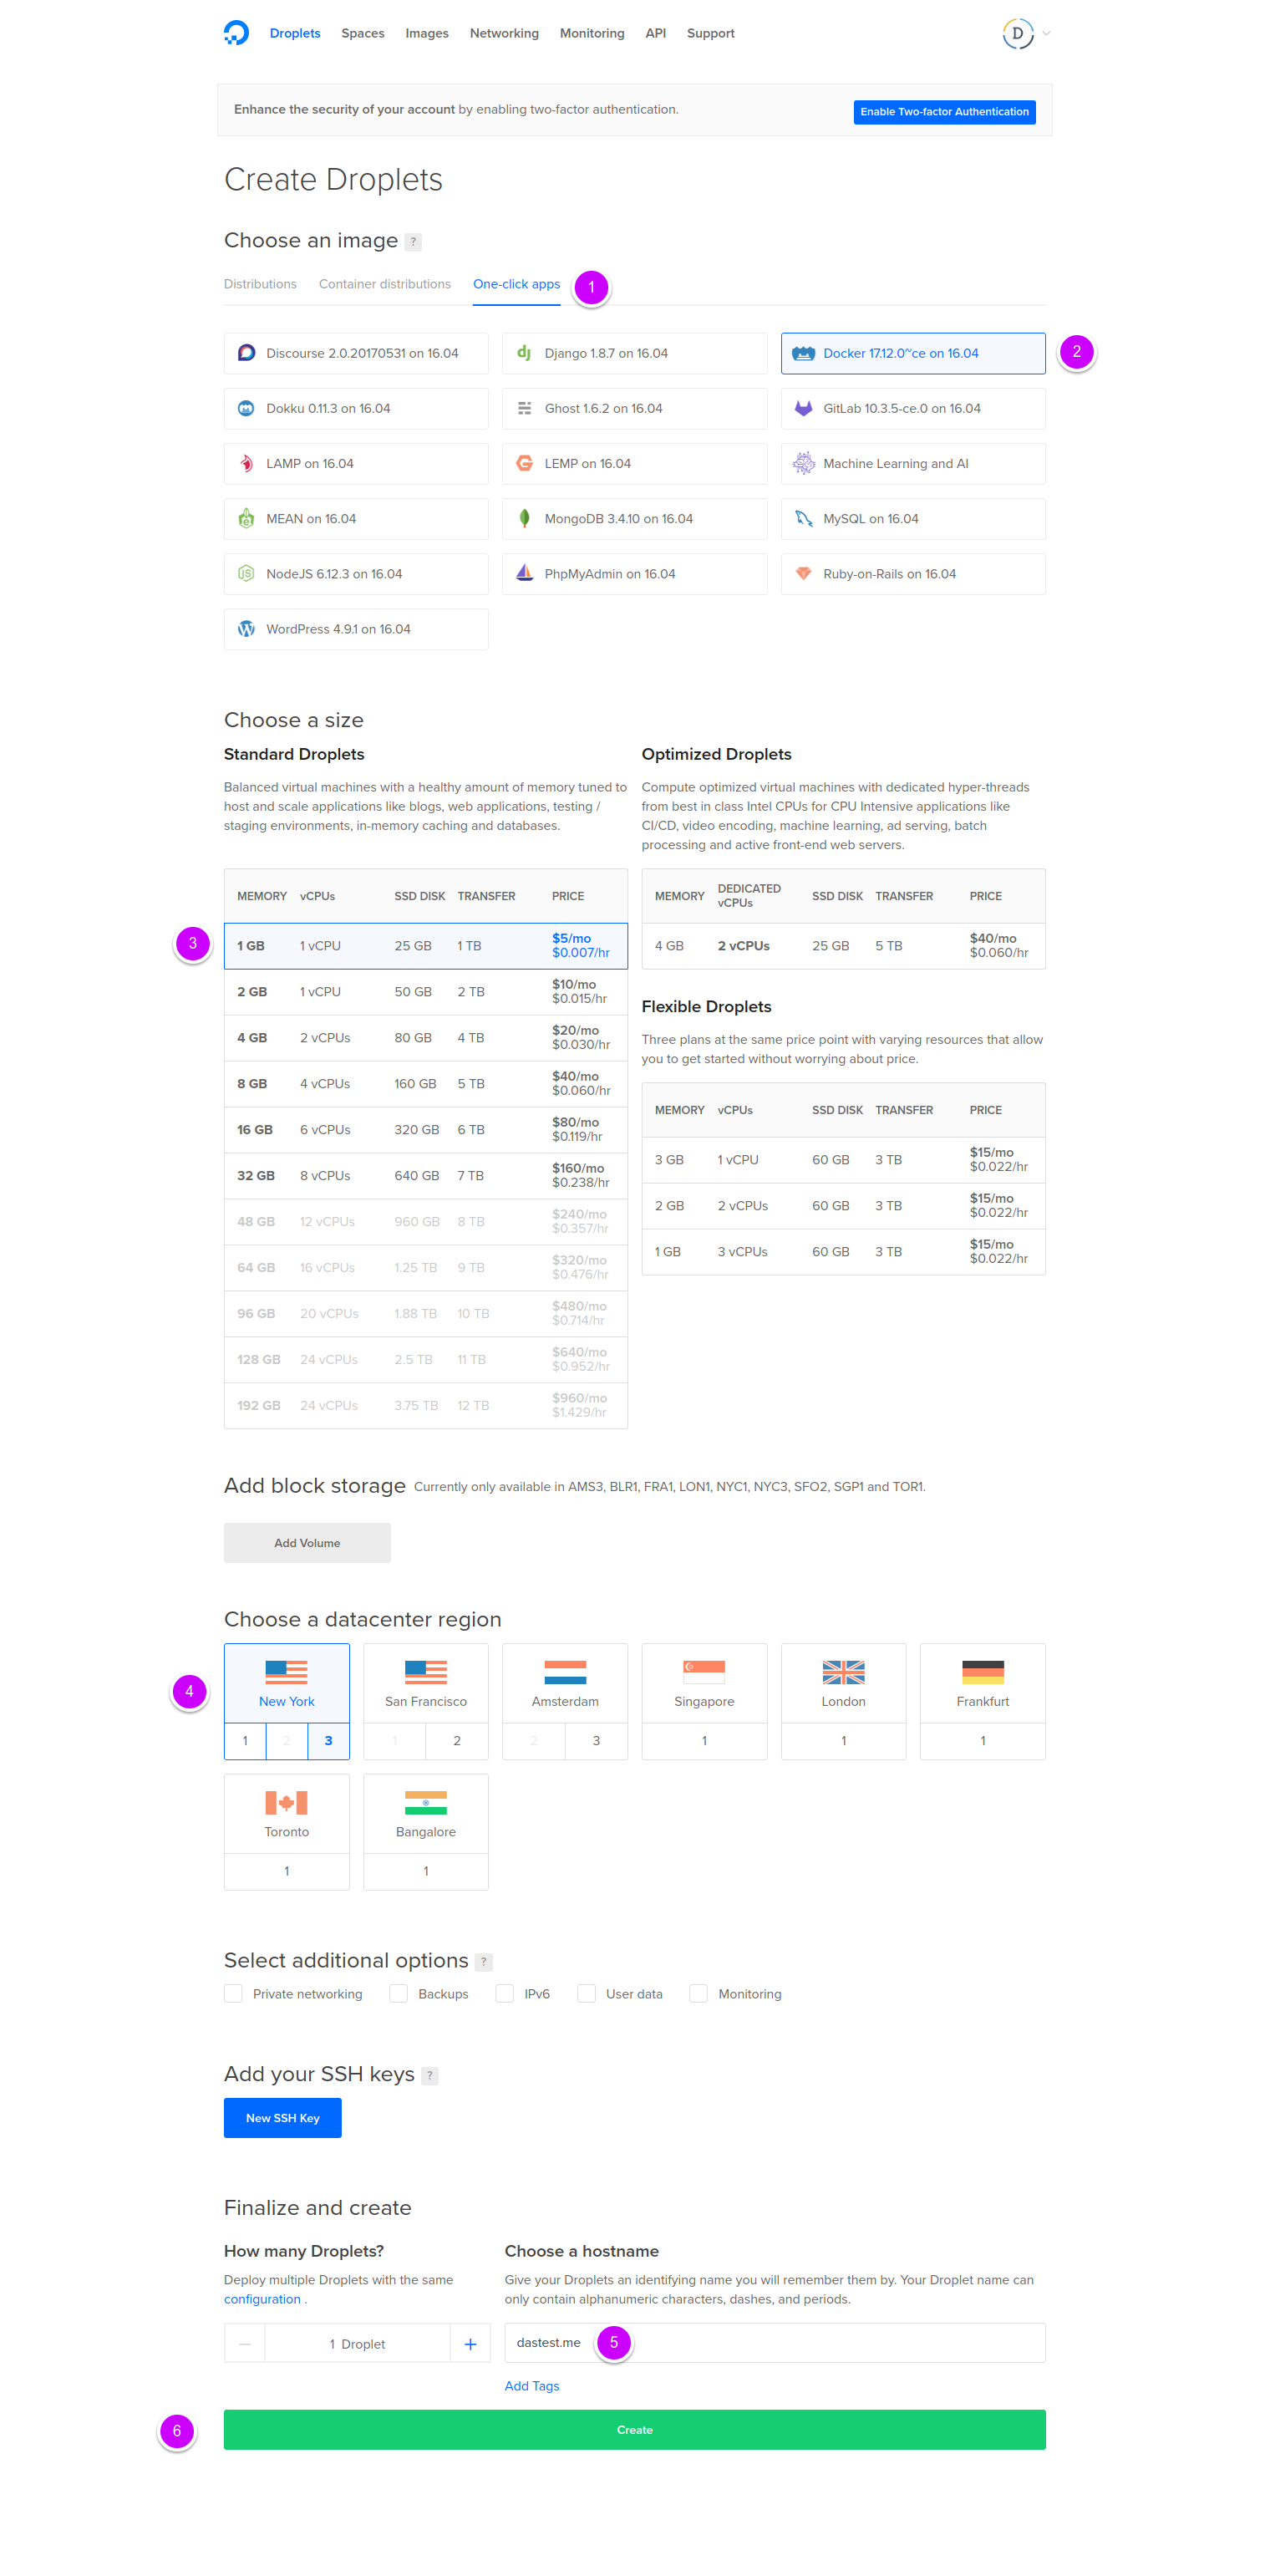 Droplets Spaces Images Networking Monitoring API Support D
Enhance the security of your account by enabling two-factor authentication. Enable Two-factor Authentication
Create Droplets
Choose an image ?
Distributions Container distributions One-click apps 1
Discourse 2.0.20170531 on 16.04 Django 1.8.7 on 16.04 Docker 17.12.0~ce on 16.04 2
Dokku 0.11.3 on 16.04 Ghost 1.6.2 on 16.04 GitLab 10.3.5-ce.0 on 16.04
LAMP on 16.04 LEMP on 16.04 Machine Learning and AI
MEAN on 16.04 MongoDB 3.4.10 on 16.04 MySQL on 16.04
NodeJS 6.12.3 on 16.04 PhpMyAdmin on 16.04 Ruby-on-Rails on 16.04
WordPress 4.9.1 on 16.04
Choose a size
Standard Droplets
Balanced virtual machines with a healthy amount of memory tuned to
host and scale applications like blogs, web applications, testing /
staging environments, in-memory caching and databases.
MEMORY vCPUs SSD DISK TRANSFER PRICE
3
1 GB 1 vCPU 25 GB 1 TB $5/mo
$0.007/hr
2 GB 1 vCPU 50 GB 2 TB $10/mo
$0.015/hr
4 GB 2 vCPUs 80 GB 4 TB $20/mo
$0.030/hr
8 GB 4 vCPUs 160 GB 5 TB $40/mo
$0.060/hr
16 GB 6 vCPUs 320 GB 6 TB $80/mo
$0.119/hr
32 GB 8 vCPUs 640 GB 7 TB $160/mo
$0.238/hr
48 GB 12 vCPUs 960 GB 8 TB $240/mo
$0.357/hr
64 GB 16 vCPUs 1.25 TB 9 TB $320/mo
$0.476/hr
96 GB 20 vCPUs 1.88 TB 10 TB $480/mo
$0.714/hr
128 GB 24 vCPUs 2.5 TB 11 TB $640/mo
$0.952/hr
192 GB 24 vCPUs 3.75 TB 12 TB $960/mo
$1.429/hr
Optimized Droplets
Compute optimized virtual machines with dedicated hyper-threads
from best in class Intel CPUs for CPU Intensive applications like
CI/CD, video encoding, machine learning, ad serving, batch
processing and active front-end web servers.
MEMORY DEDICATED vCPUs SSD DISK TRANSFER PRICE
4 GB 2 vCPUs 25 GB 5 TB $40/mo
$0.060/hr
Flexible Droplets
Three plans at the same price point with varying resources that allow
you to get started without worrying about price.
MEMORY vCPUs SSD DISK TRANSFER PRICE
3 GB 1 vCPU 60 GB 3 TB $15/mo
$0.022/hr
2 GB 2 vCPUs 60 GB 3 TB $15/mo
$0.022/hr
1 GB 3 vCPUs 60 GB 3 TB $15/mo
$0.022/hr
Add block storage Currently only available in AMS3, BLR1, FRA1, LON1, NYC1, NYC3, SFO2, SGP1 and TOR1.
Add Volume
Choose a datacenter region
4 New York San Francisco Amsterdam Singapore London Frankfurt
1 2 3 1 2 2 3 1 1 1
Toronto Bangalore
1 1
Select additional options ?
Private networking Backups IPv6 User data Monitoring
Add your SSH keys ?
New SSH Key
Finalize and create
How many Droplets?
Deploy multiple Droplets with the same
configuration .
1 Droplet +
Choose a hostname
Give your Droplets an identifying name you will remember them by. Your Droplet name can
only contain alphanumeric characters, dashes, and periods.
dastest.me 5
Add Tags
6 Create